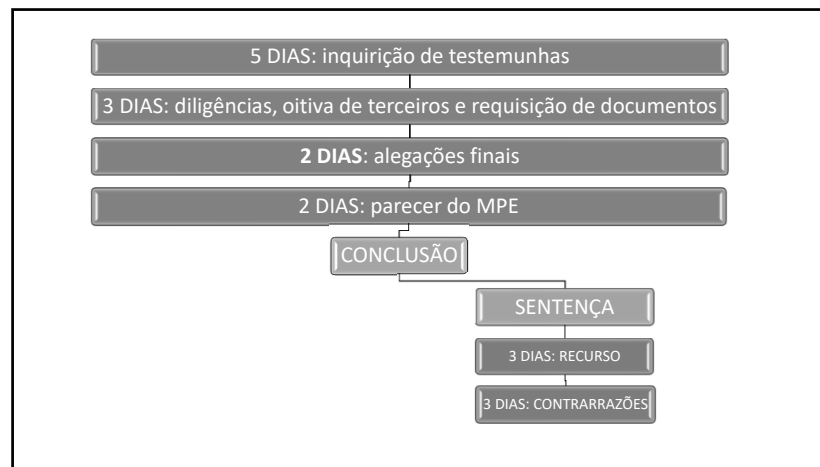 5 DIAS: inquirição de testemunhas
3 DIAS: diligências, oitiva de terceiros e requisição de documentos
2 DIAS: alegações finais
2 DIAS: parecer do MPE
CONCLUSÃO
SENTENÇA
3 DIAS: RECURSO
3 DIAS: CONTRARRAZÕES